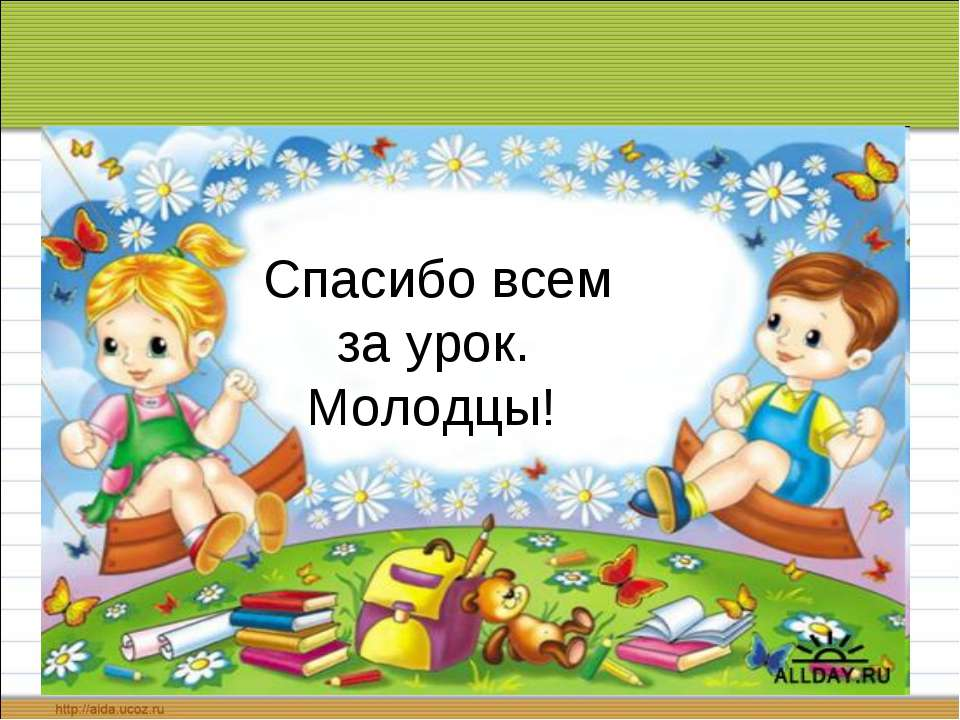 Спасибо всем
за урок.
Молодцы!
ALLDAY.RU
http://aida.ucoz.ru